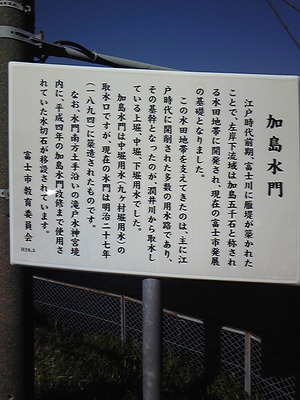 加島水門
江戸時代前期、富士川に雁堤が築かれた
ことで、左岸下流域は加島五千石と称され
る水田地帯に開発され、現在の富士市発展
の基礎となりました。
この水田地帯を支えてきたのは、主に江
戸時代に開削された多数の用水路であり、
その基幹となったのが、潤井川から取水し
ている上堀、中堀、下堀用水でした。
加島水門は中堀用水(九ヶ村堀用水)の
取水口ですが、現在の水門は明治二十七年
(一八九四)に築造されたものです。
なお、水門南方土手沿いの滝戸木神宮境
内に、平成四年の加島水門改修まで使用さ
れていた水切石が移設されています。
富士市教育委員会
H28.3